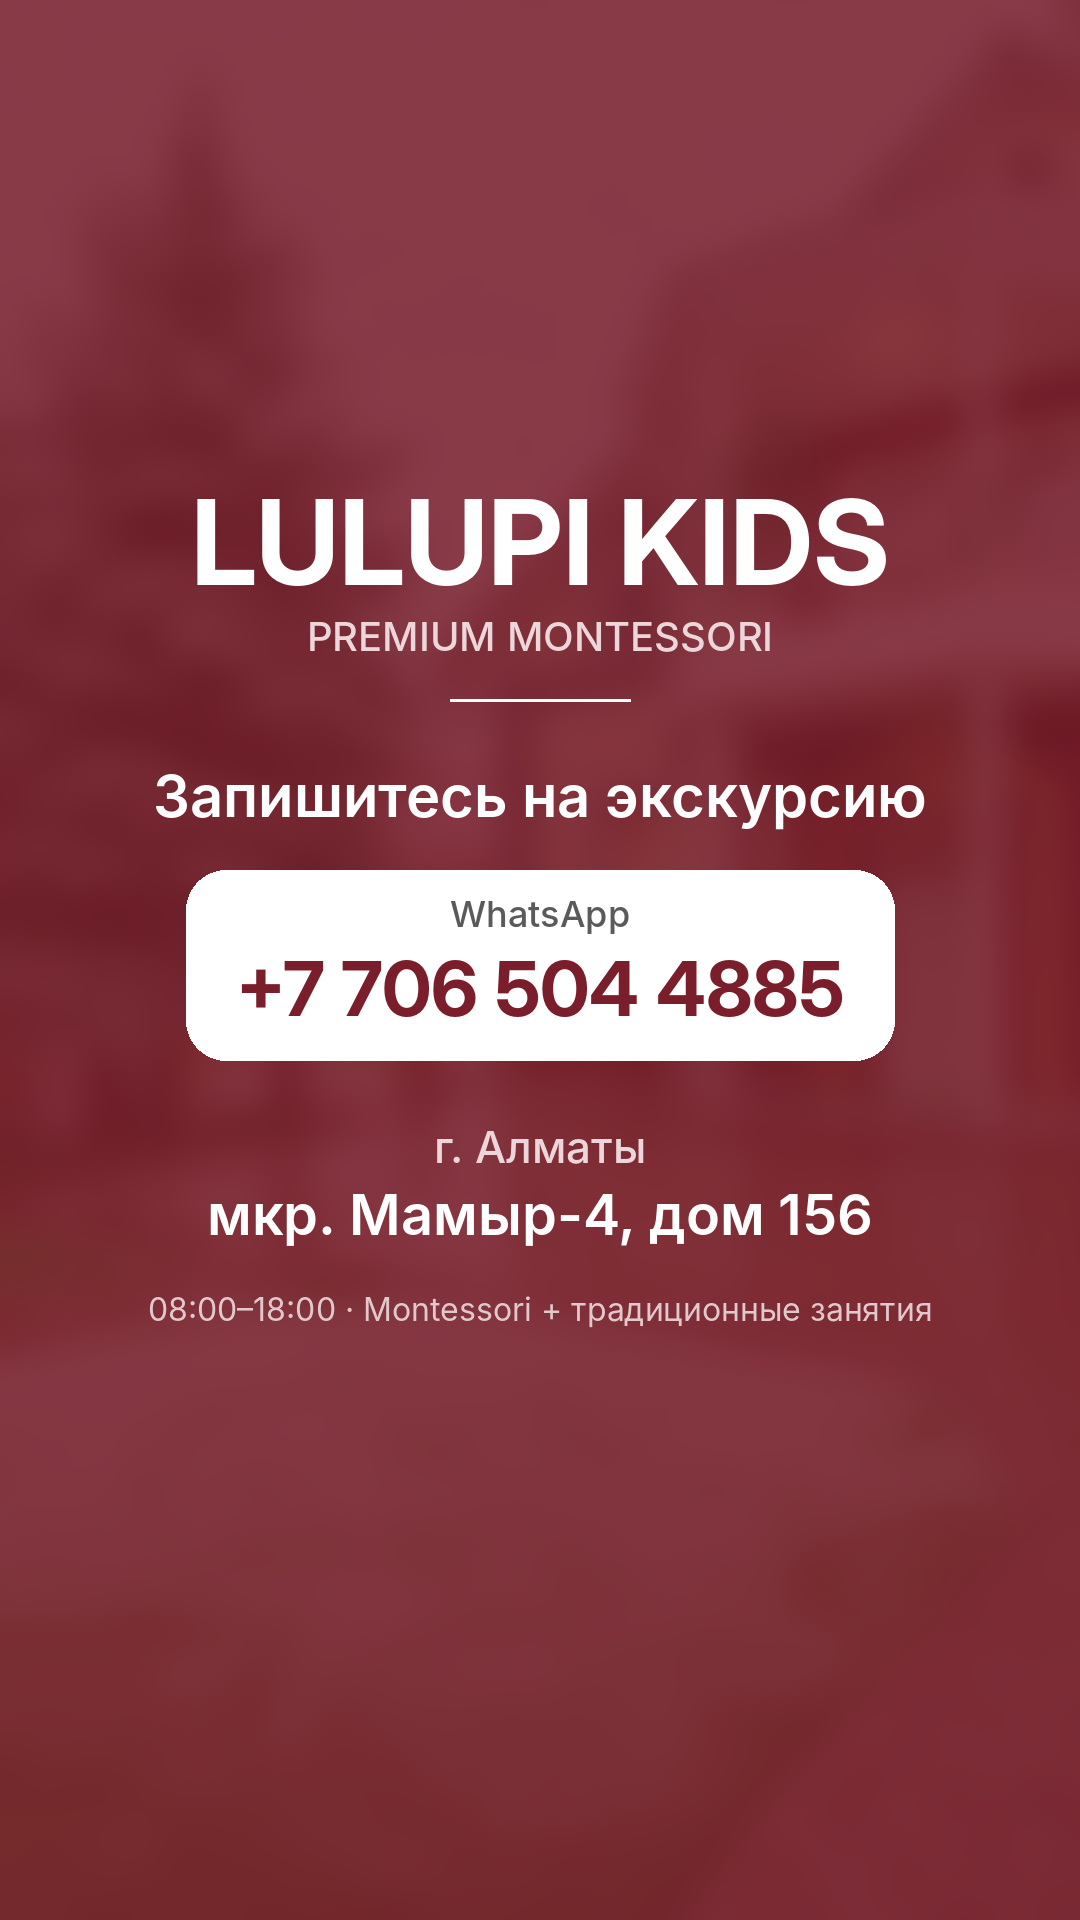 LULUPI KIDS
PREMIUM MONTESSORI
Запишитесь на экскурсию
WhatsApp
+7 706 504 4885
г. Алматы
мкр. Мамыр-4, дом 156
08:00–18:00 · Montessori + традиционные занятия